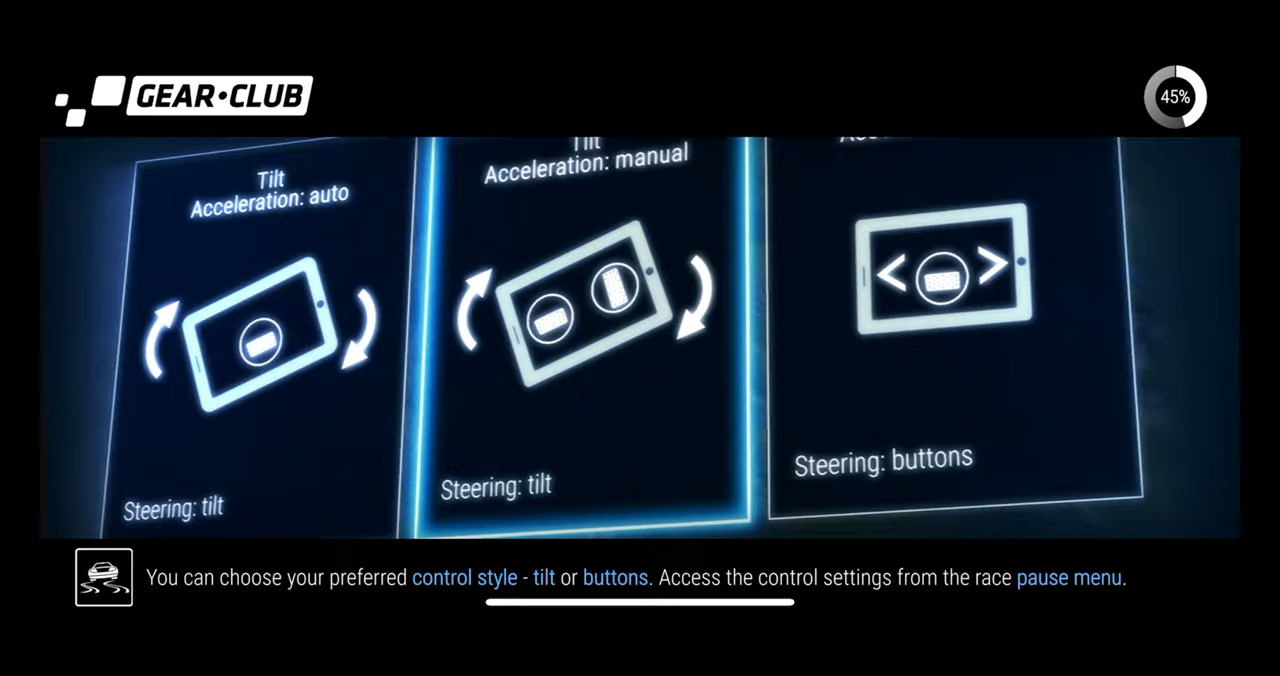 GEAR•CLUB
45%
Tilt
Acceleration: auto
Steering: tilt
Tilt
Acceleration: manual
Steering: tilt
Steering: buttons
You can choose your preferred control style - tilt or buttons. Access the control settings from the race pause menu.